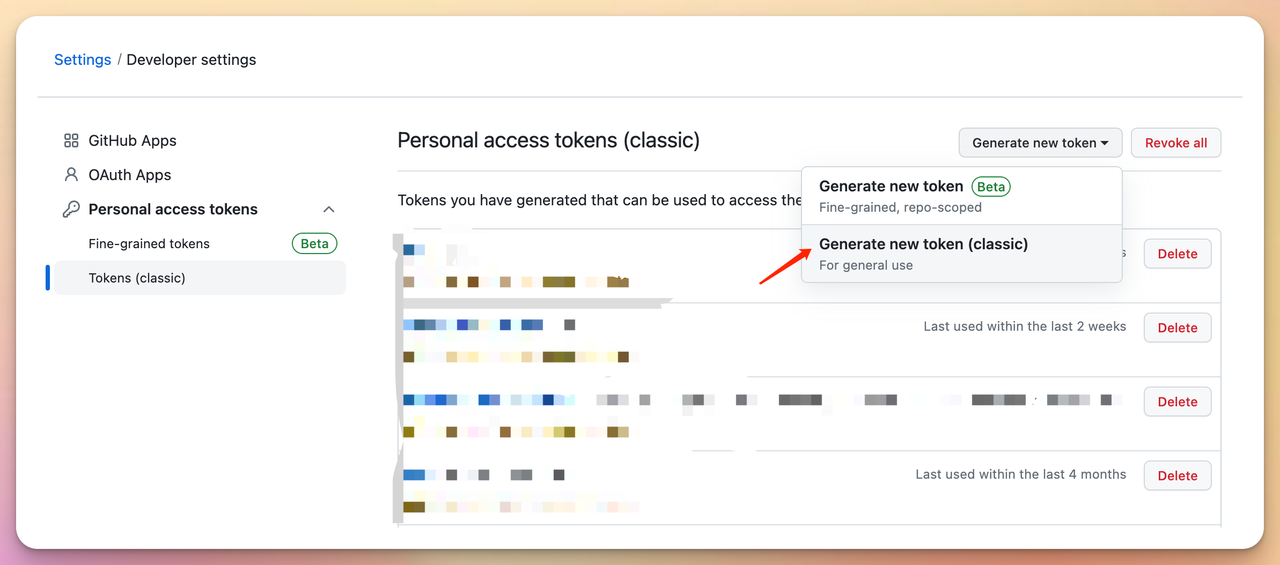 Settings / Developer settings
GitHub Apps
OAuth Apps
Personal access tokens
Fine-grained tokens Beta
Tokens (classic)
Personal access tokens (classic)
Generate new token
Revoke all
Generate new token Beta
Fine-grained, repo-scoped
Generate new token (classic)
For general use
Tokens you have generated that can be used to access the
Delete
Last used within the last 2 weeks
Delete
Delete
Last used within the last 4 months
Delete